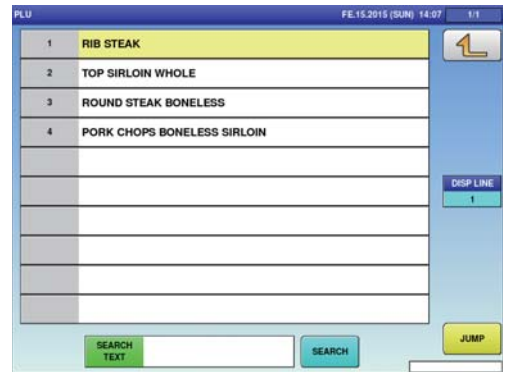 PLU FE.15.2015 (SUN) 14:07 1/1
1 RIB STEAK
2 TOP SIRLOIN WHOLE
3 ROUND STEAK BONELESS
4 PORK CHOPS BONELESS SIRLOIN
DISP LINE
1
SEARCH TEXT
SEARCH
JUMP